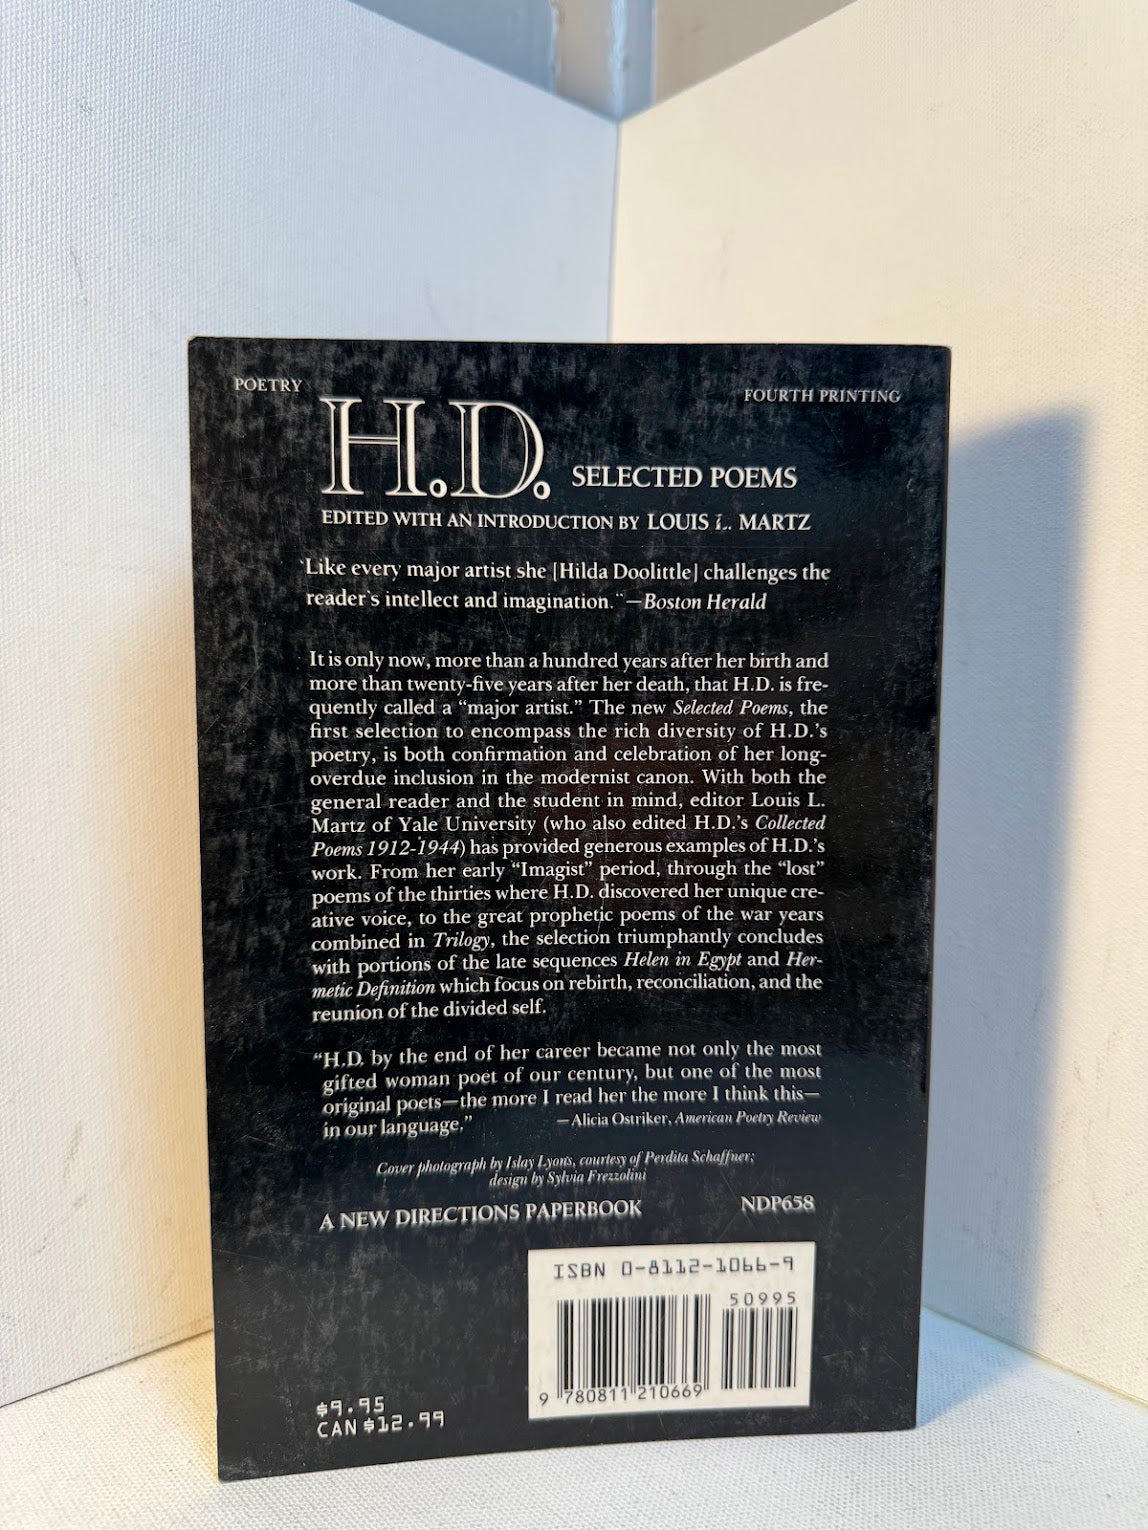 POETRY
FOURTH PRINTING
H.D. SELECTED POEMS
EDITED WITH AN INTRODUCTION BY LOUIS L. MARTZ
"Like every major artist she [Hilda Doolittle] challenges the
reader's intellect and imagination."—Boston Herald
It is only now, more than a hundred years after her birth and
more than twenty-five years after her death, that H.D. is fre-
quently called a “major artist.” The new Selected Poems, the
first selection to encompass the rich diversity of H.D.'s
poetry, is both confirmation and celebration of her long-
overdue inclusion in the modernist canon. With both the
general reader and the student in mind, editor Louis L.
Martz of Yale University (who also edited H.D.'s Collected
Poems 1912-1944) has provided generous examples of H.D.'s
work. From her early “Imagist” period, through the “lost”
poems of the thirties where H.D. discovered her unique cre-
ative voice, to the great prophetic poems of the war years
combined in Trilogy, the selection triumphantly concludes
with portions of the late sequences Helen in Egypt and Her-
metic Definition which focus on rebirth, reconciliation, and the
reunion of the divided self.
“H.D. by the end of her career became not only the most
gifted woman poet of our century, but one of the most
original poets—the more I read her the more I think this—
in our language.” —Alicia Ostriker, American Poetry Review
Cover photograph by Islay Lyons, courtesy of Perdita Schaffner;
design by Sylvia Frezzolini
A NEW DIRECTIONS PAPERBOOK NDP658
ISBN 0-8112-1066-9
50995
9 780811 210669
$9.95
CAN $12.99